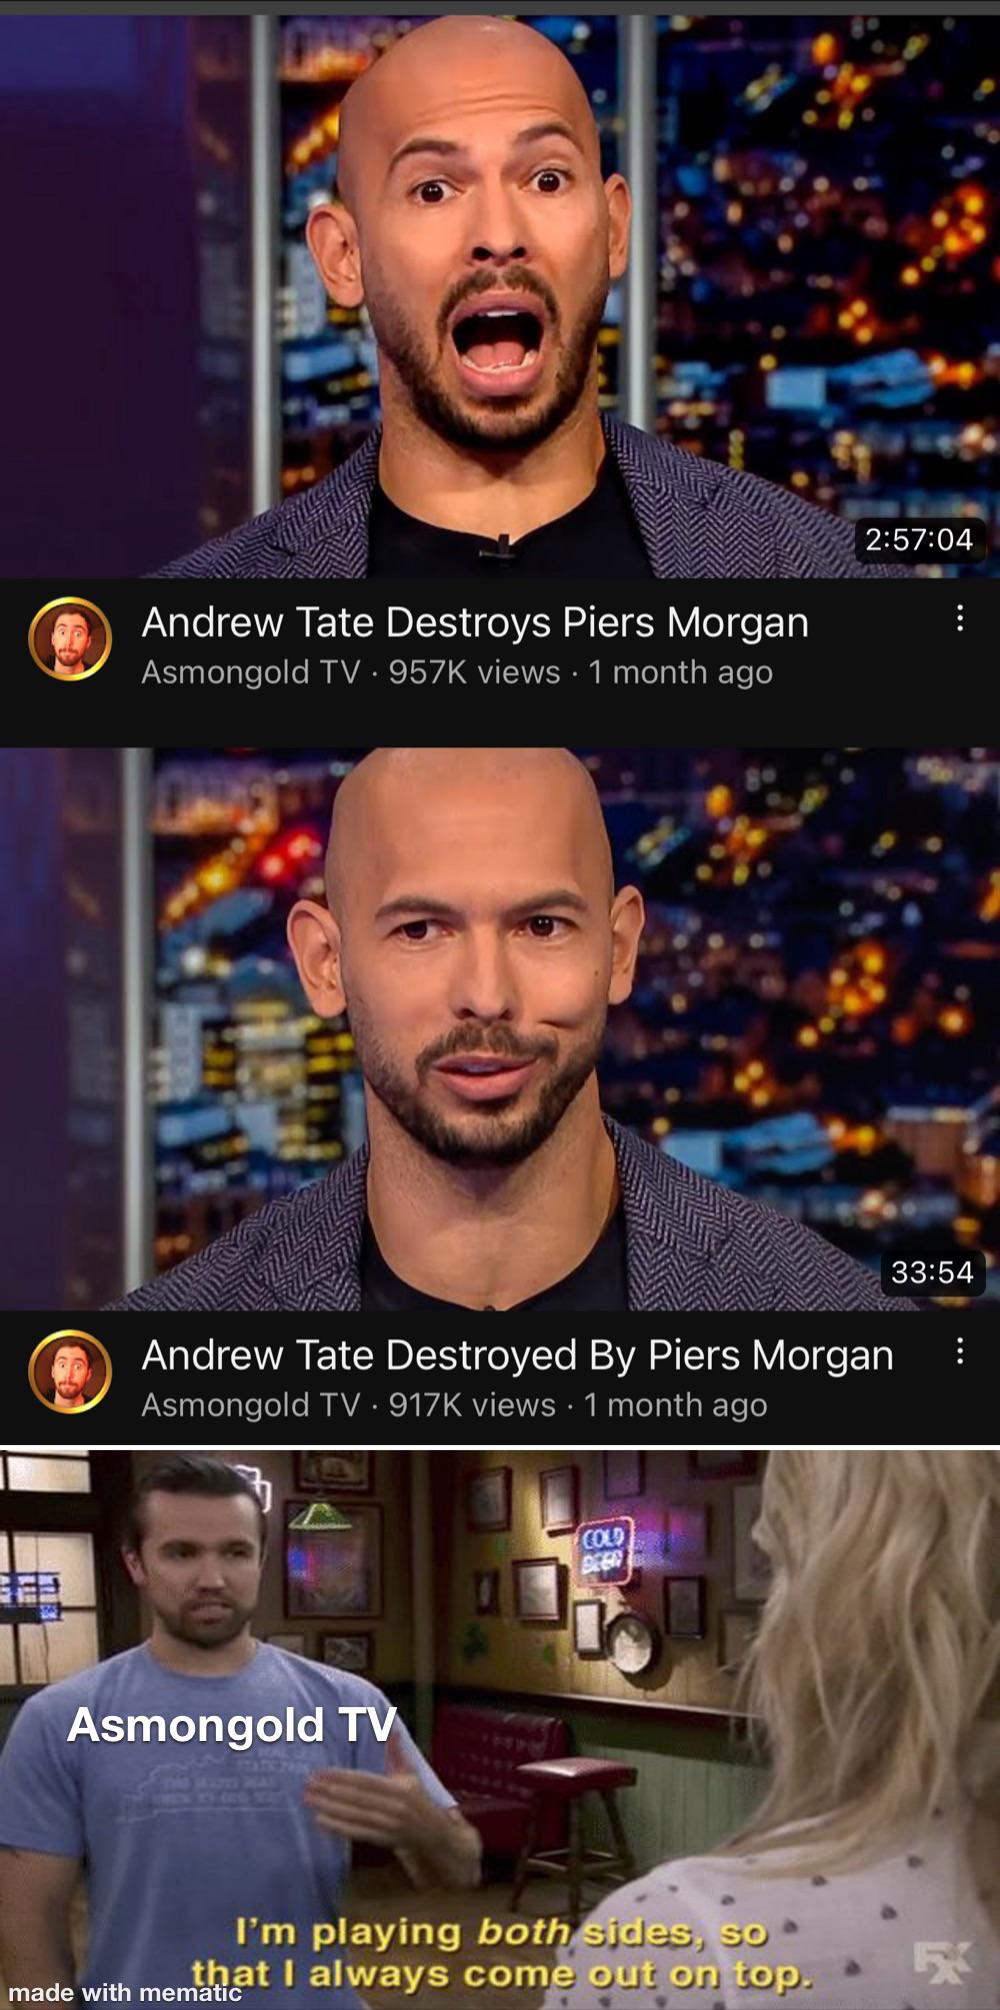 2:57:04
Andrew Tate Destroys Piers Morgan
Asmongold TV · 957K views · 1 month ago
33:54
Andrew Tate Destroyed By Piers Morgan
Asmongold TV · 917K views · 1 month ago
COLD
BEER
Asmongold TV
I'm playing both sides, so
that I always come out on top.
FX
made with mematic